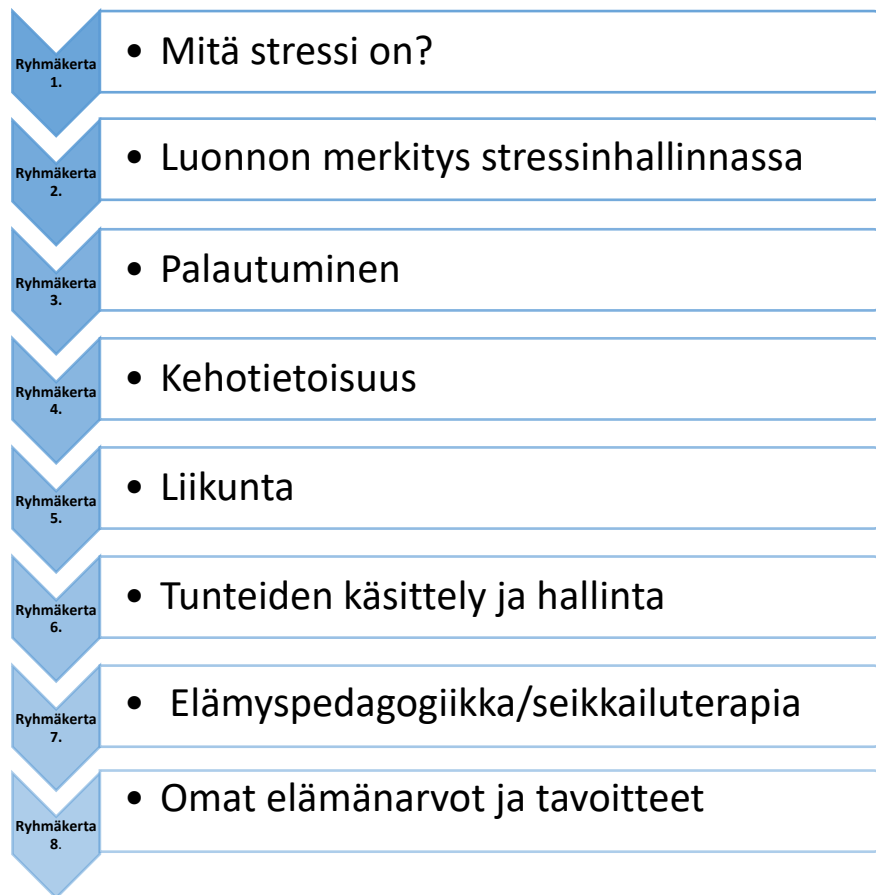 Ryhmäkerta
1.
• Mitä stressi on?
Ryhmäkerta
2.
• Luonnon merkitys stressinhallinnassa
Ryhmäkerta
3.
• Palautuminen
Ryhmäkerta
4.
• Kehotietoisuus
Ryhmäkerta
5.
• Liikunta
Ryhmäkerta
6.
• Tunteiden käsittely ja hallinta
Ryhmäkerta
7.
• Elämyspedagogiikka/seikkailuterapia
Ryhmäkerta
8.
• Omat elämänarvot ja tavoitteet